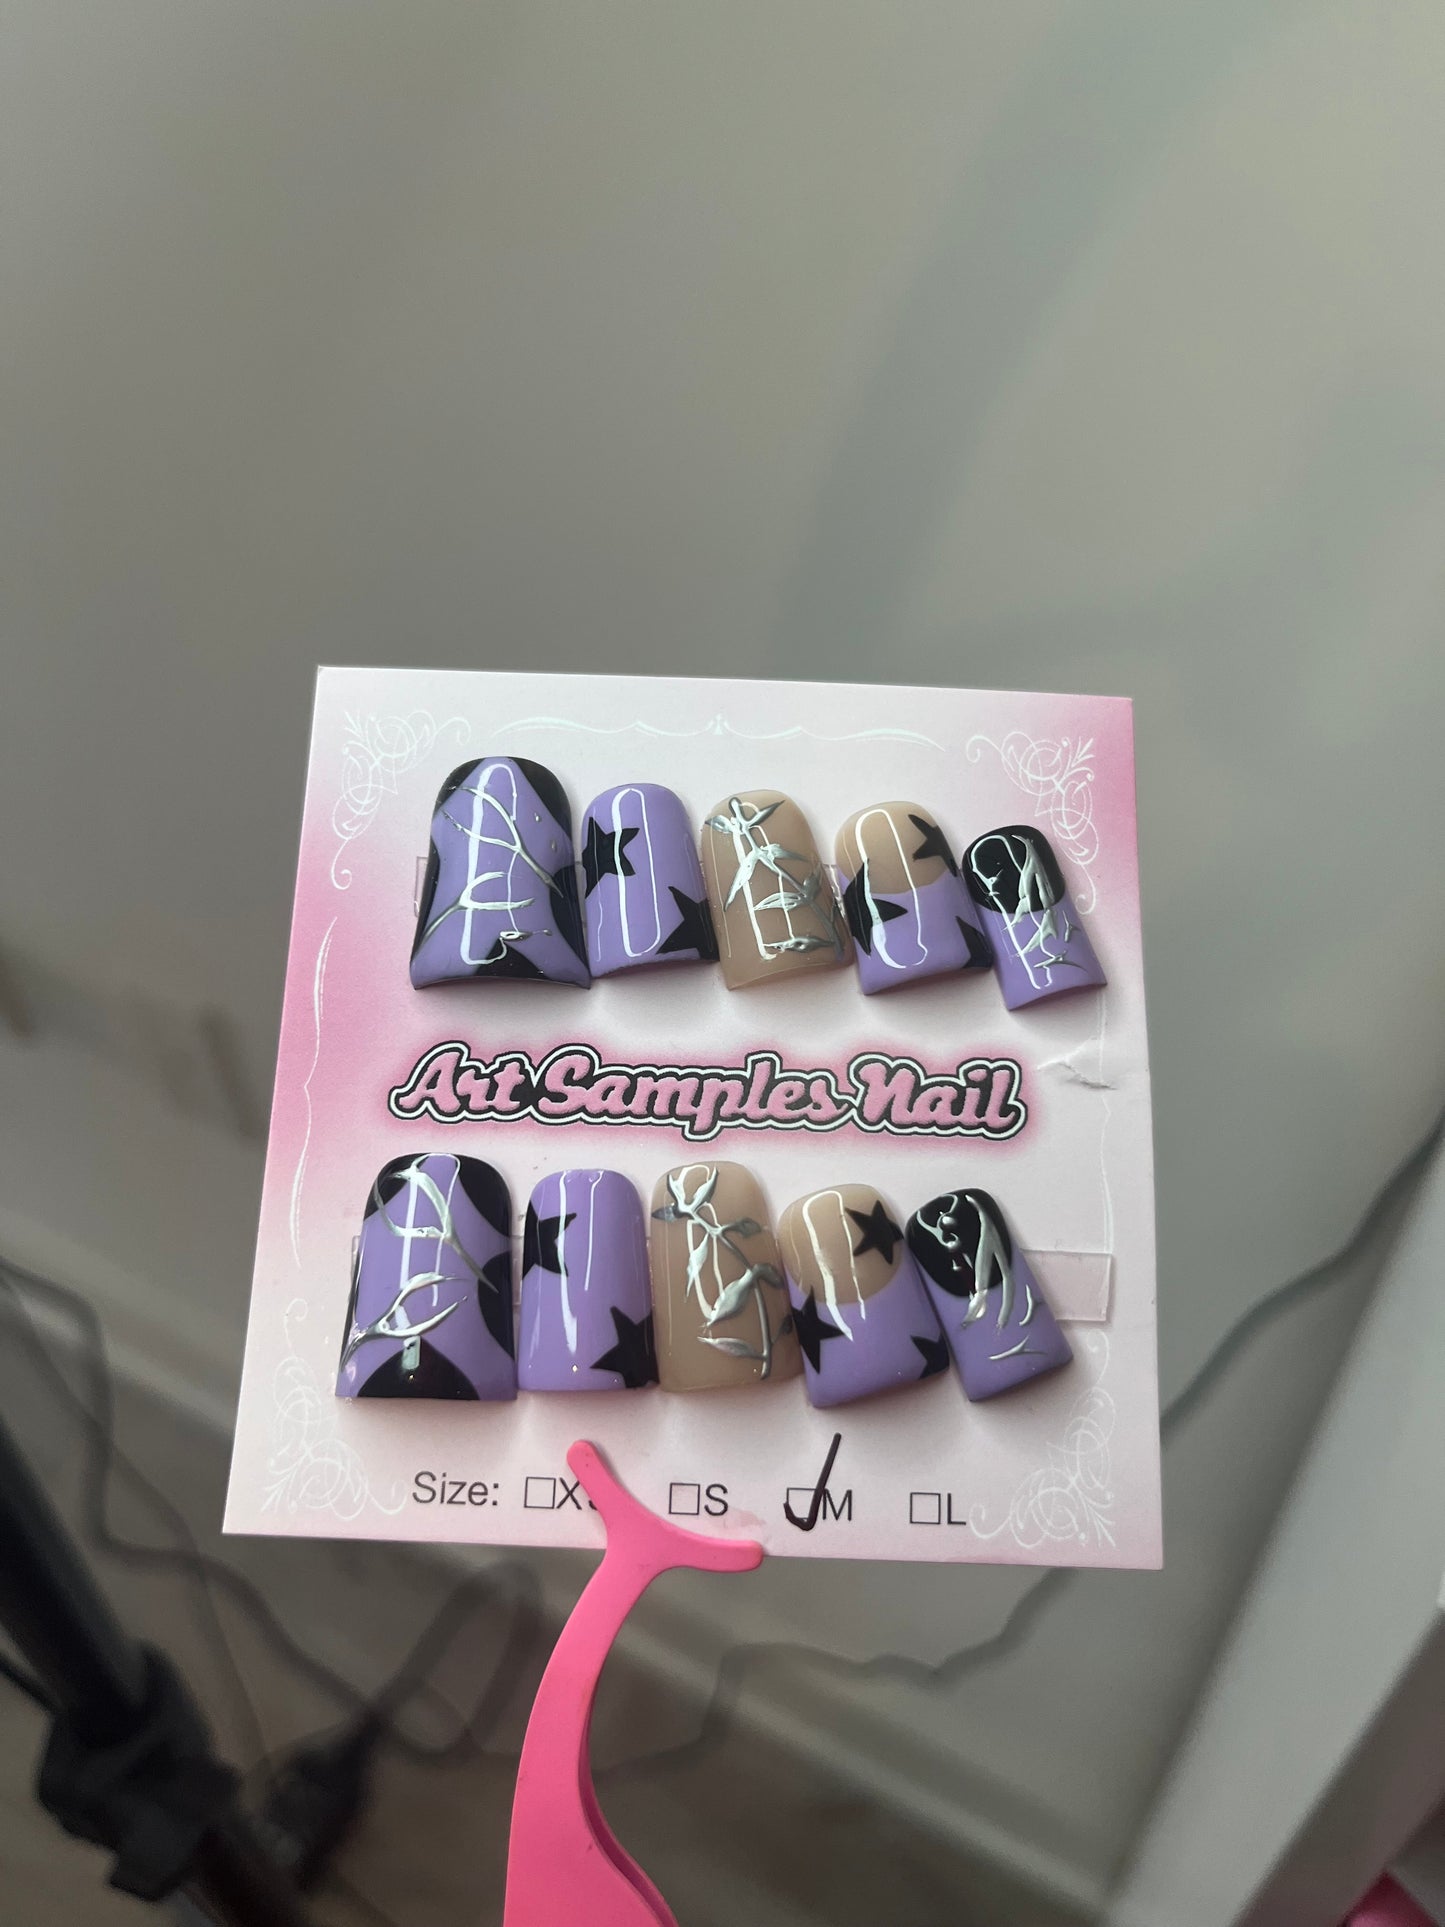 Art Samples Nail
Size: □X □S □M □L